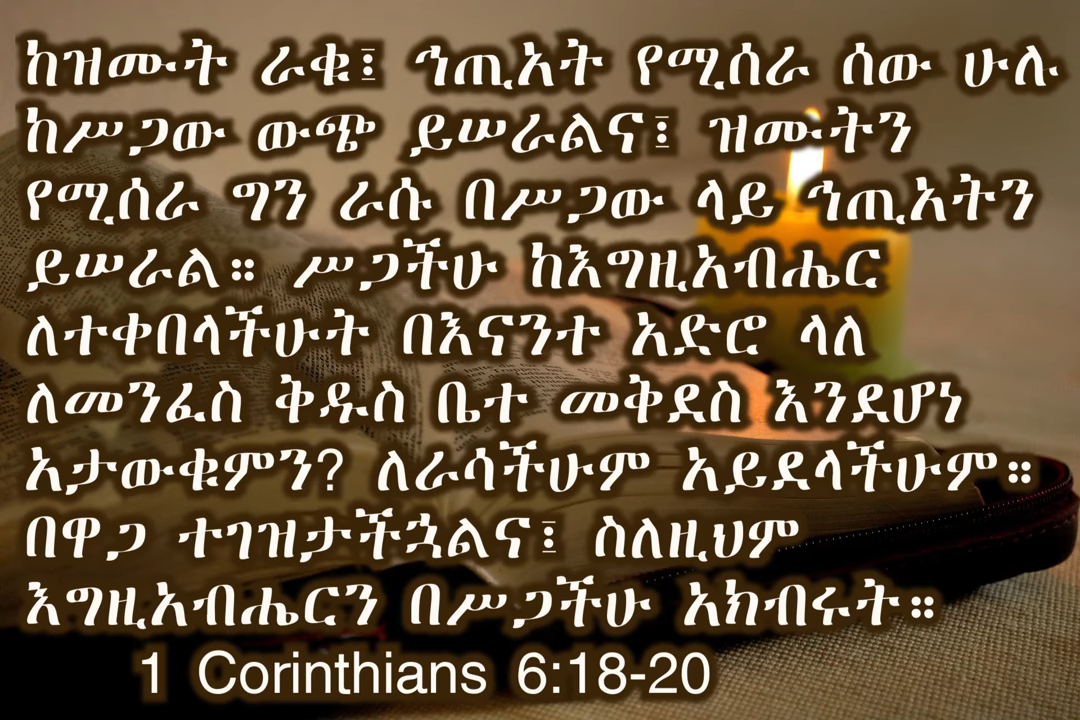 ከዝሙት ራቁ፤ ኅጢአት የሚሰራ ሰው ሁሉ
ከሥጋው ውጭ ይሠራልና፤ ዝሙትን
የሚሰራ ግን ራሱ በሥጋው ላይ ኅጢአትን
ይሠራል። ሥጋችሁ ከእግዚአብሔር
ለተቀበላችሁት በእናንተ አድሮ ላለ
ለመንፈስ ቅዱስ ቤተ መቅደስ እንደሆነ
አታውቁምን? ለራሳችሁም አይደላችሁም።
በዋጋ ተገዝታችኋልና፤ ስለዚህም
እግዚአብሔርን በሥጋችሁ አክብሩት።
1 Corinthians 6:18-20